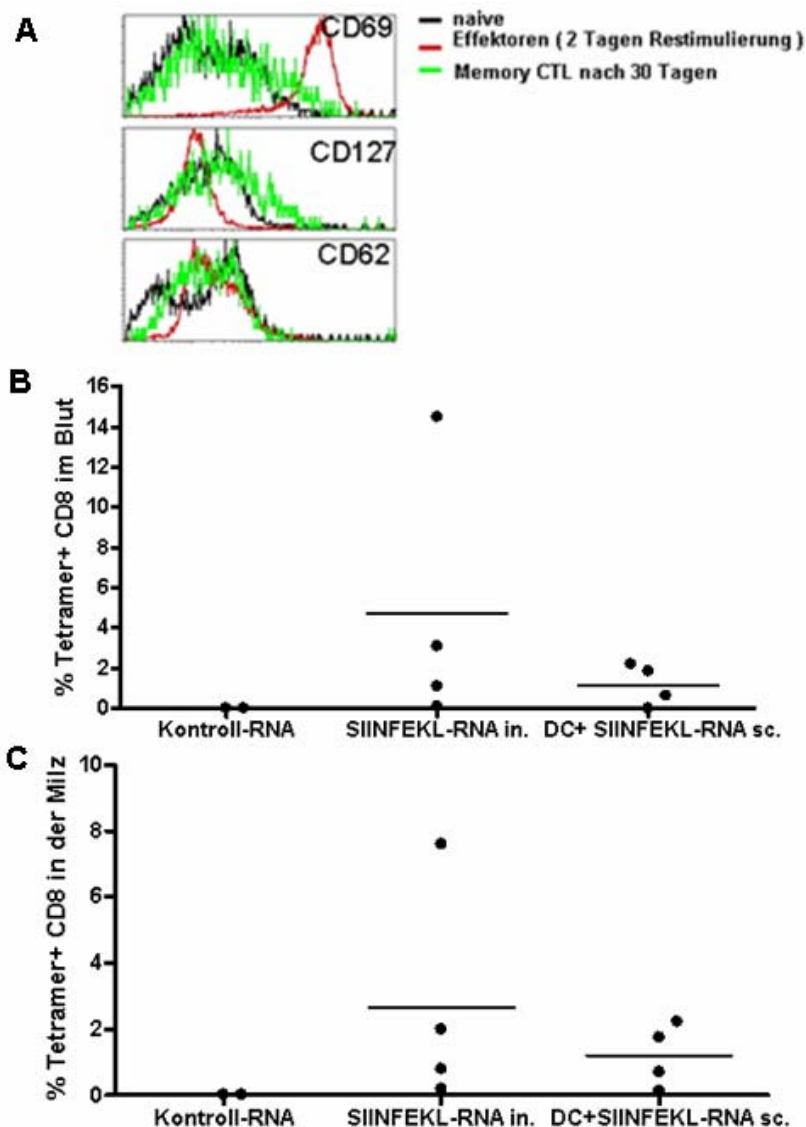 A
CD69
naive
Effektoren ( 2 Tagen Restimulierung )
Memory CTL nach 30 Tagen
CD127
CD62
B
% Tetramer+ CD8 im Blut
16
14
12
10
8
6
4
2
0
Kontroll-RNA SIINFEKL-RNA in. DC+ SIINFEKL-RNA sc.
C
% Tetramer+ CD8 in der Milz
10
8
6
4
2
0
Kontroll-RNA SIINFEKL-RNA in. DC+SIINFEKL-RNA sc.